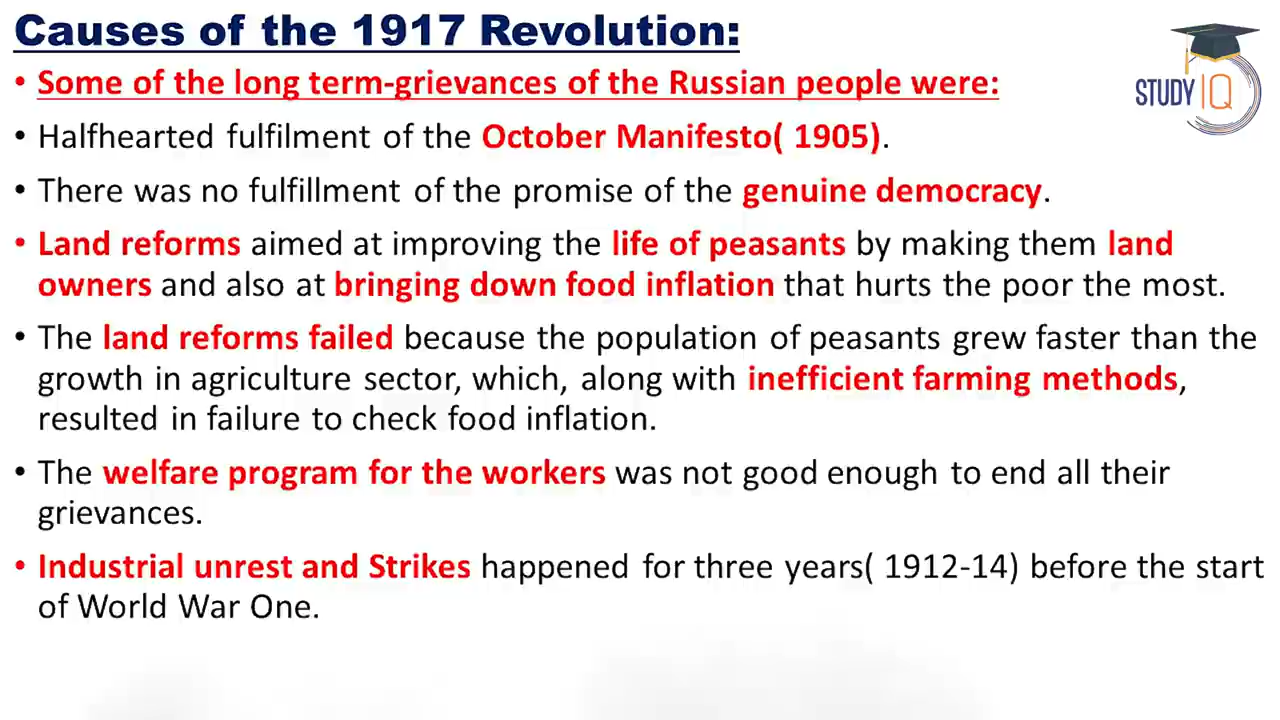 Causes of the 1917 Revolution:
• Some of the long term-grievances of the Russian people were:
STUDY IQ
• Halfhearted fulfilment of the October Manifesto( 1905).
• There was no fulfillment of the promise of the genuine democracy.
• Land reforms aimed at improving the life of peasants by making them land
owners and also at bringing down food inflation that hurts the poor the most.
• The land reforms failed because the population of peasants grew faster than the
growth in agriculture sector, which, along with inefficient farming methods,
resulted in failure to check food inflation.
• The welfare program for the workers was not good enough to end all their
grievances.
• Industrial unrest and Strikes happened for three years( 1912-14) before the start
of World War One.